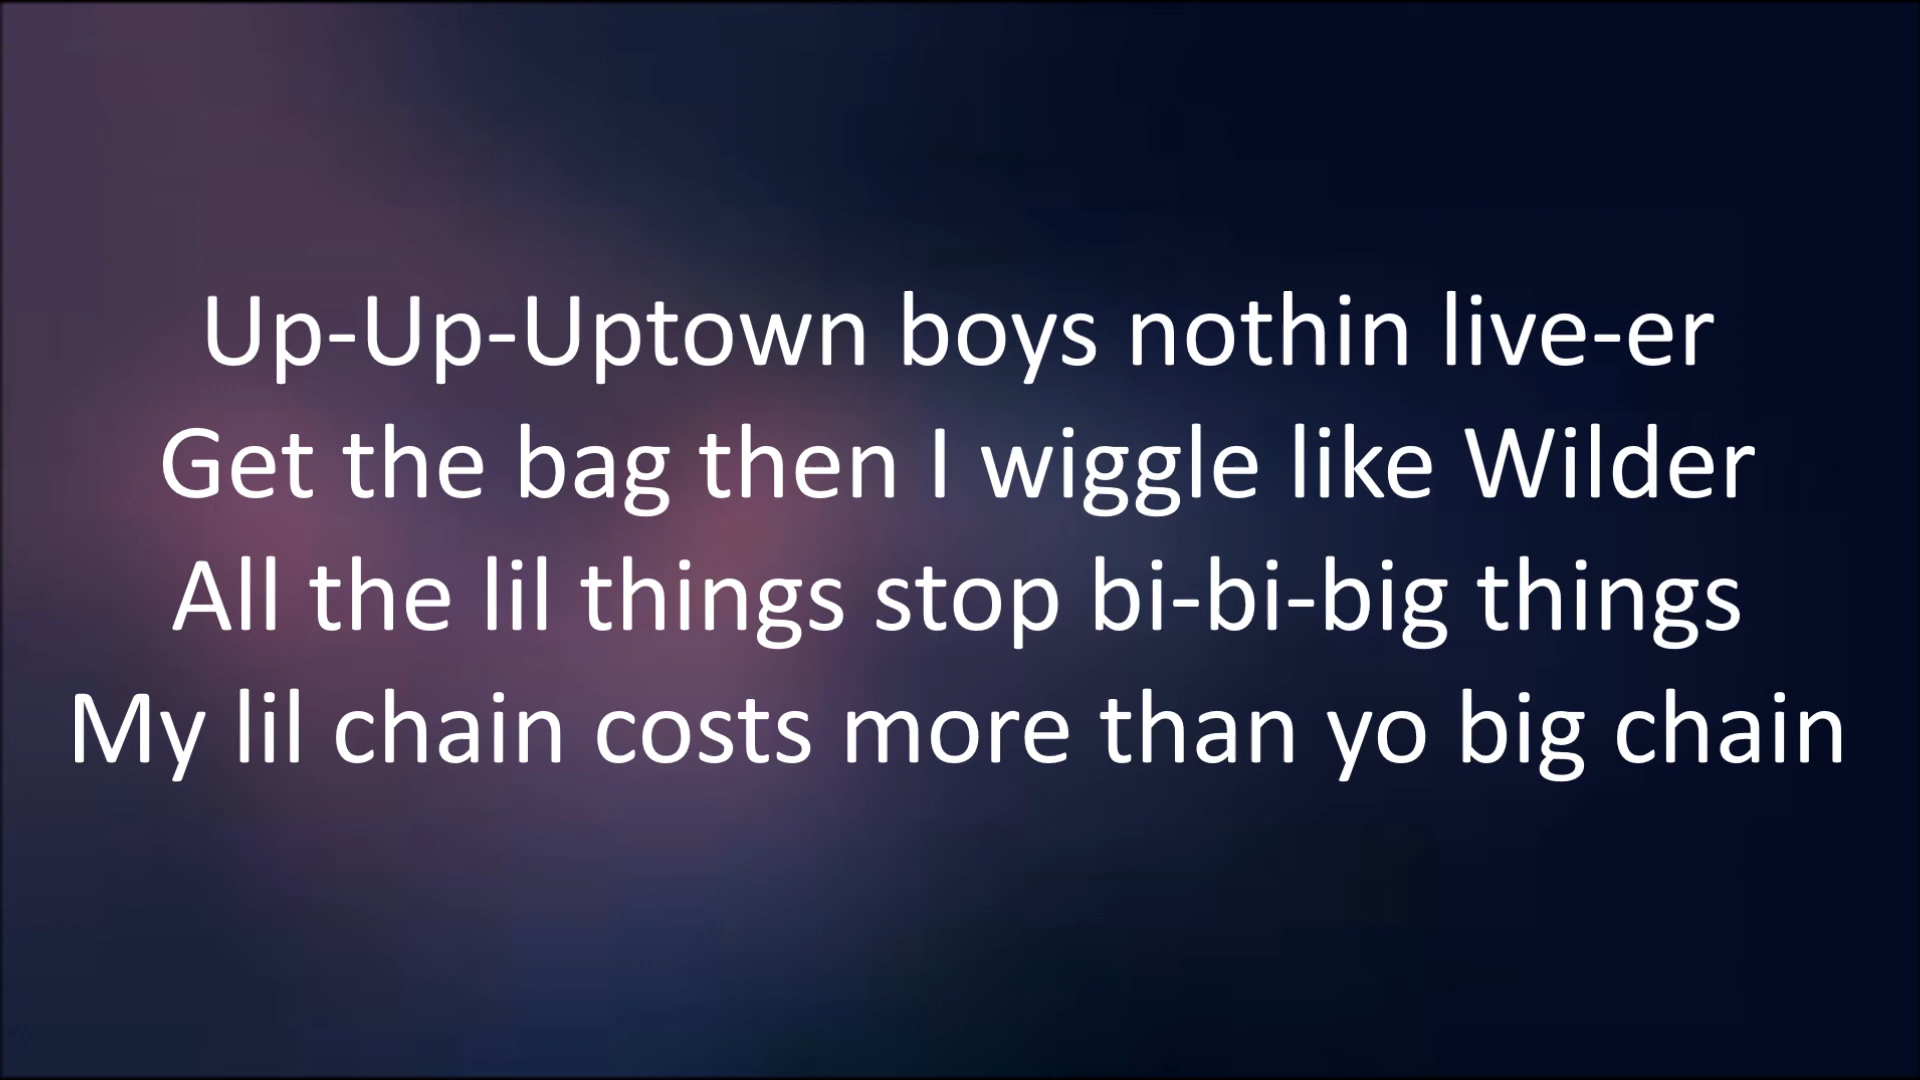 Up-Up-Uptown boys nothin live-er
Get the bag then I wiggle like Wilder
All the lil things stop bi-bi-big things
My lil chain costs more than yo big chain